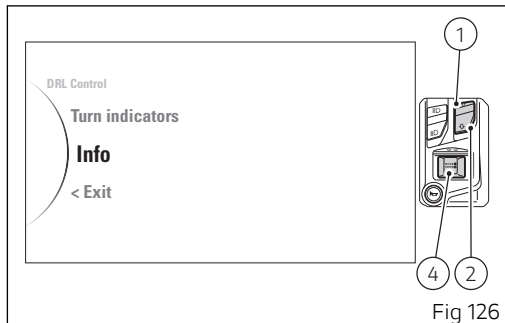 1
DRL Control
Turn indicators
Info
< Exit
4
2
Fig 126